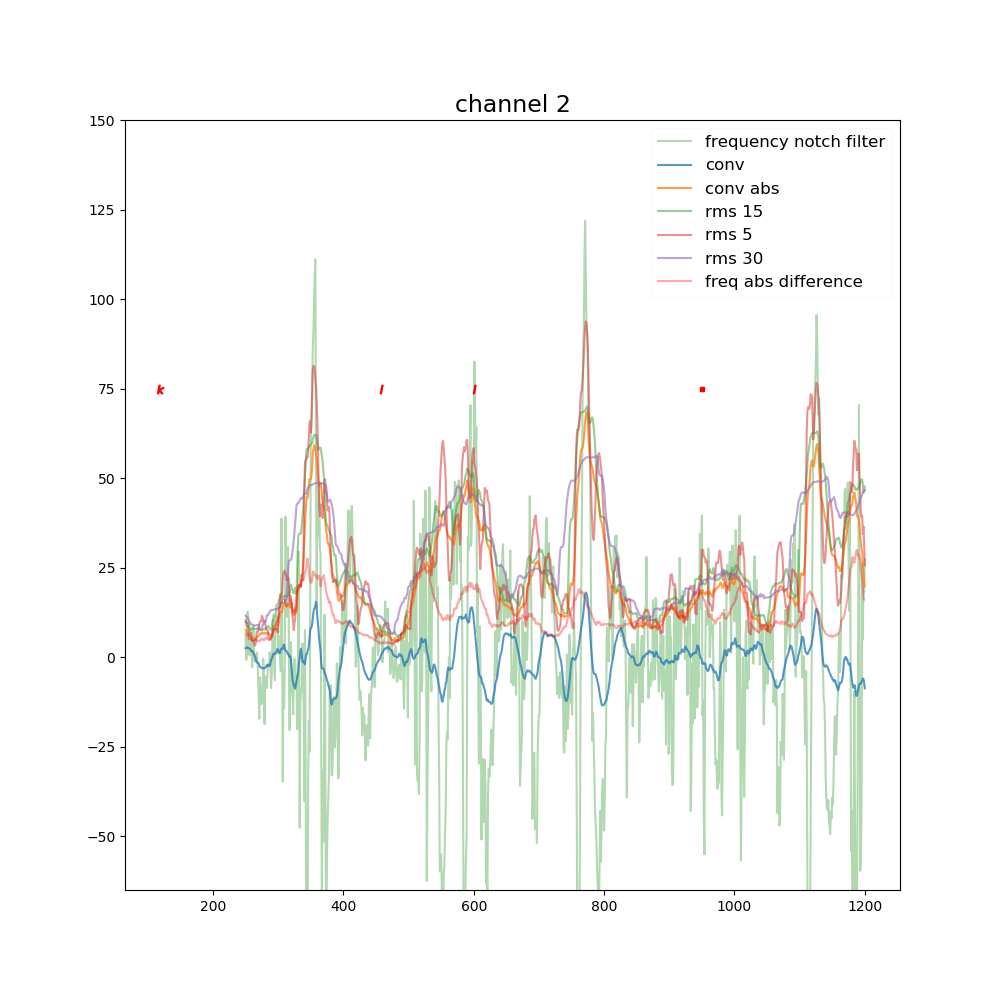 channel 2
150
125
100
75
50
25
0
−25
−50
200
400
600
800
1000
1200
frequency notch filter
conv
conv abs
rms 15
rms 5
rms 30
freq abs difference
k
l
l
.